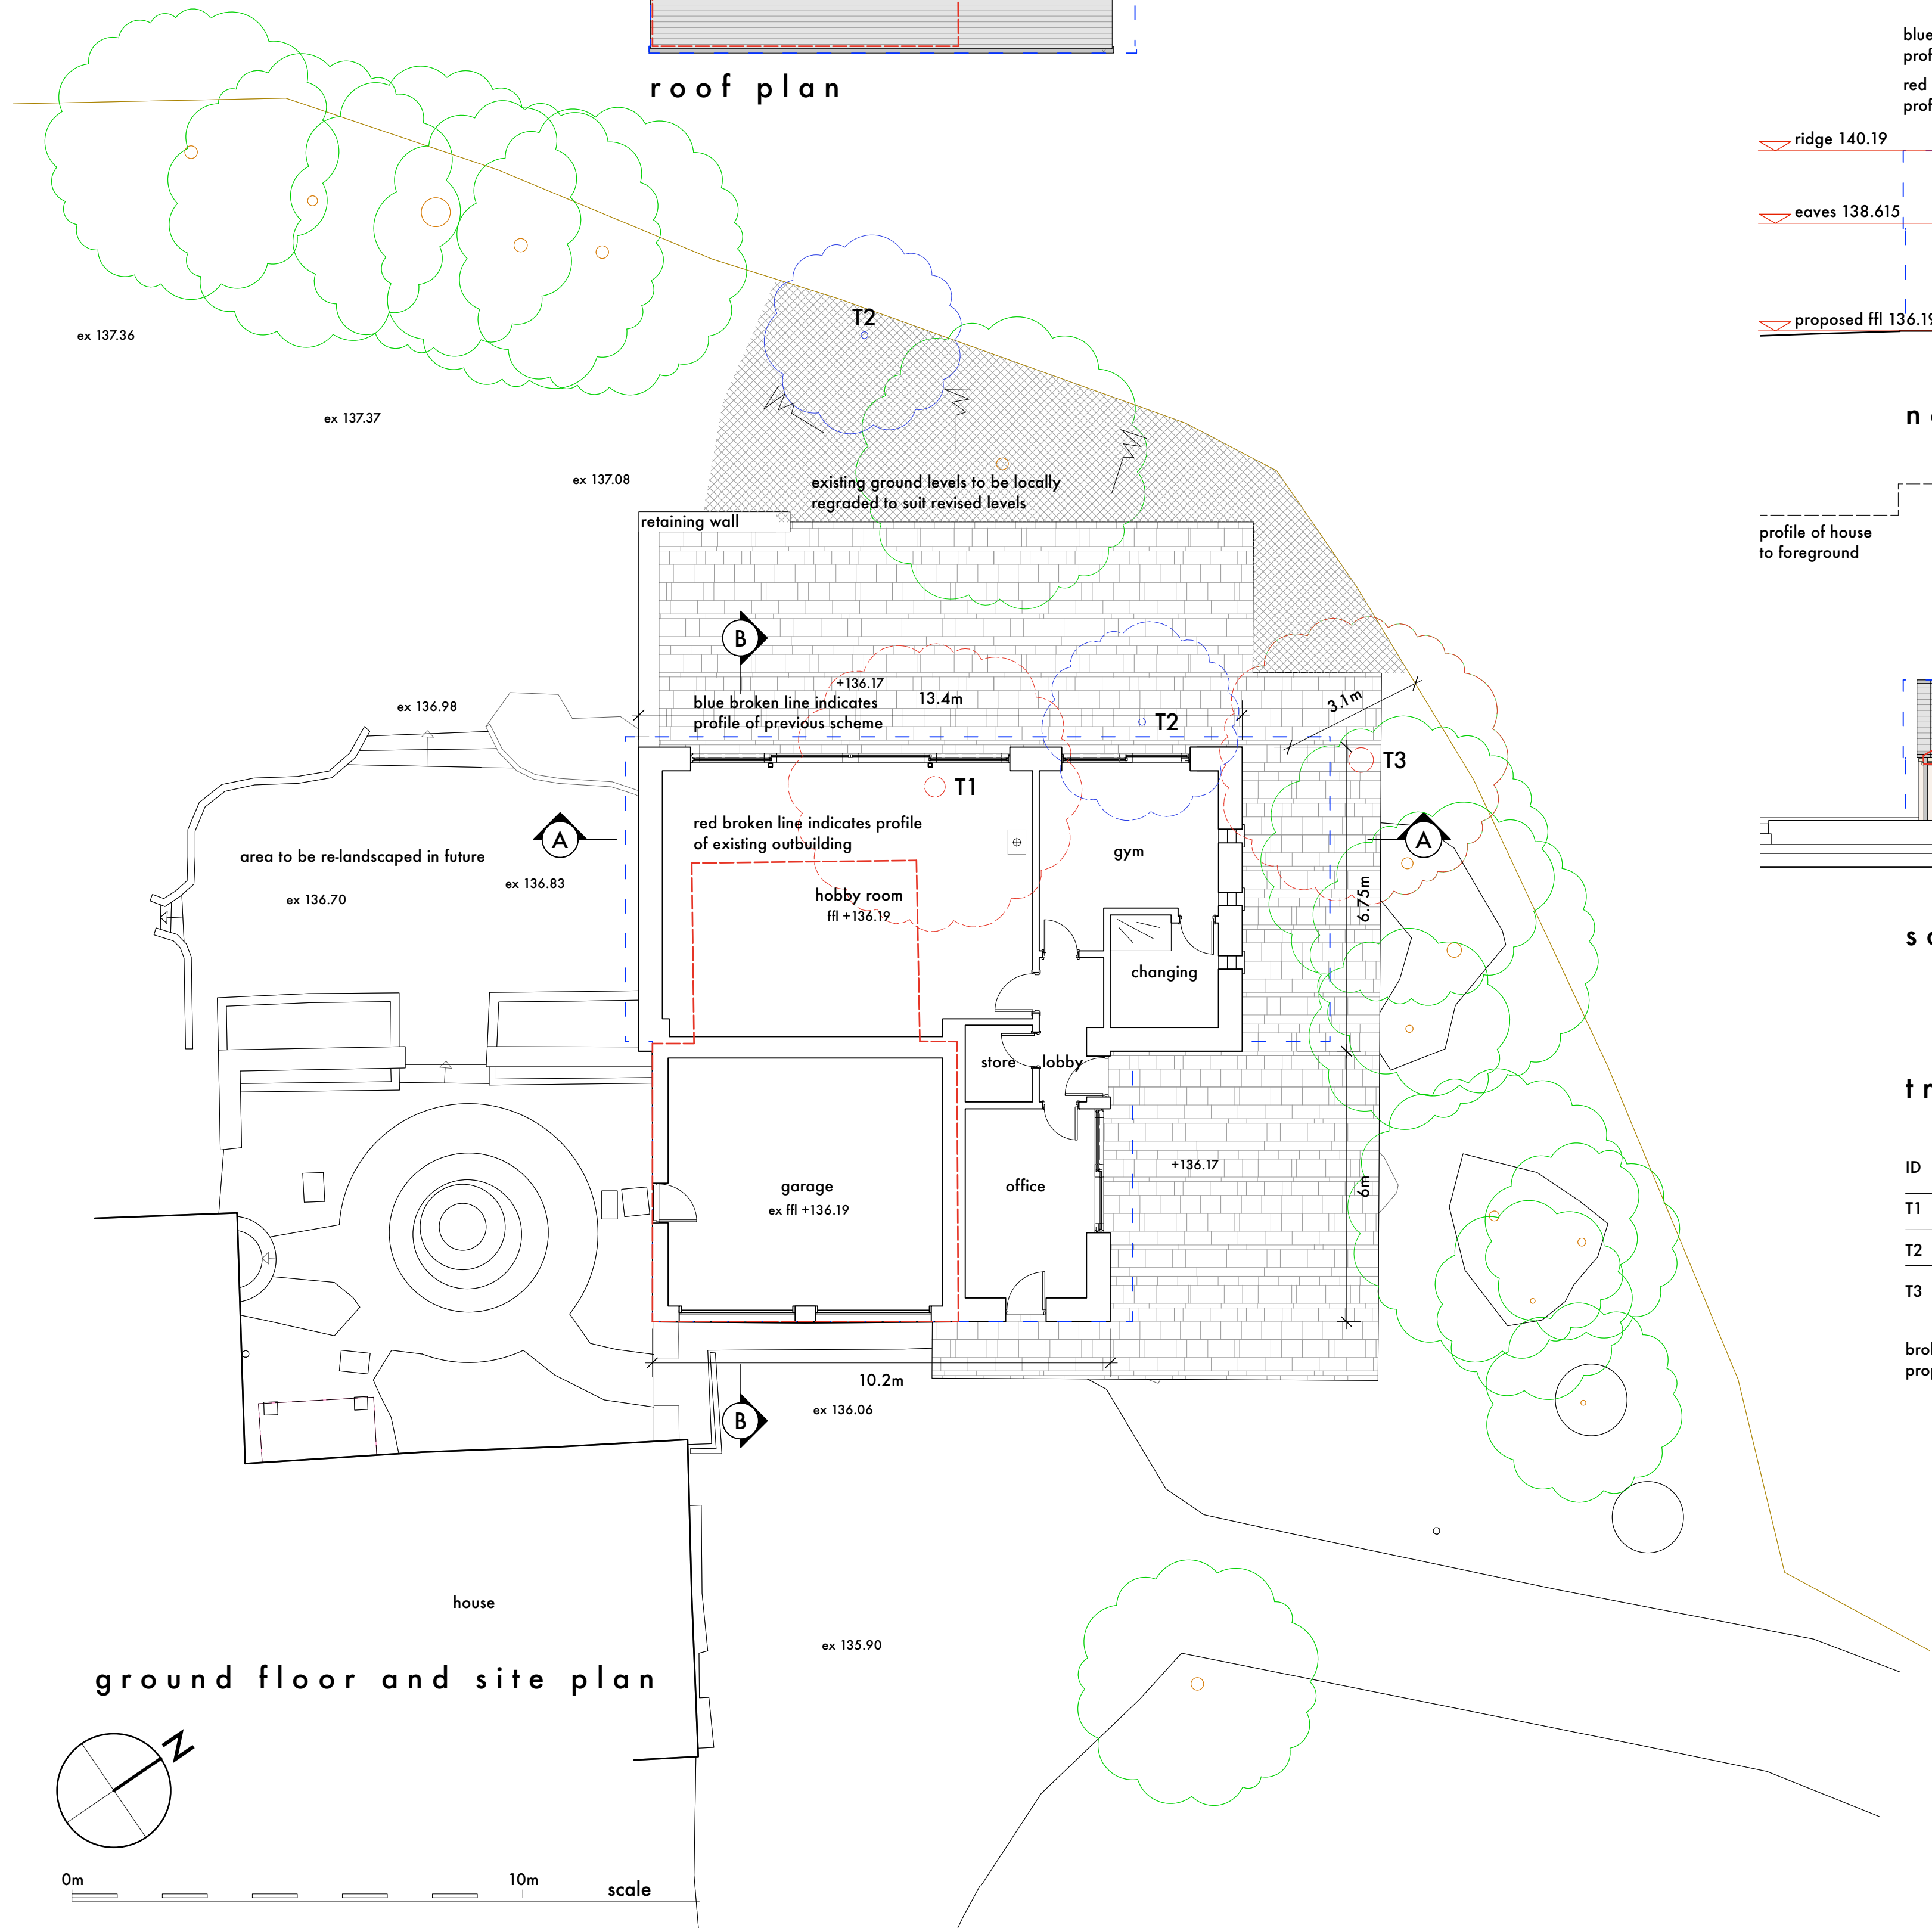 roof plan
blue
prof
red
prof
ridge 140.19
eaves 138.615
proposed ffl 136.19
profile of house
to foreground
ID
T1
T2
T3
T2
ex 137.36
ex 137.37
ex 137.08
existing ground levels to be locally
regraded to suit revised levels
retaining wall
B
+136.17
13.4m
blue broken line indicates
profile of previous scheme
T2
3.1m
T3
ex 136.98
T1
A
A
red broken line indicates profile
of existing outbuilding
area to be re-landscaped in future
ex 136.70
ex 136.83
gym
hobby room
ffl +136.19
6.75m
changing
store
lobby
+136.17
6m
garage
ex ffl +136.19
office
10.2m
B
ex 136.06
house
ex 135.90
ground floor and site plan
N
0m
10m
scale